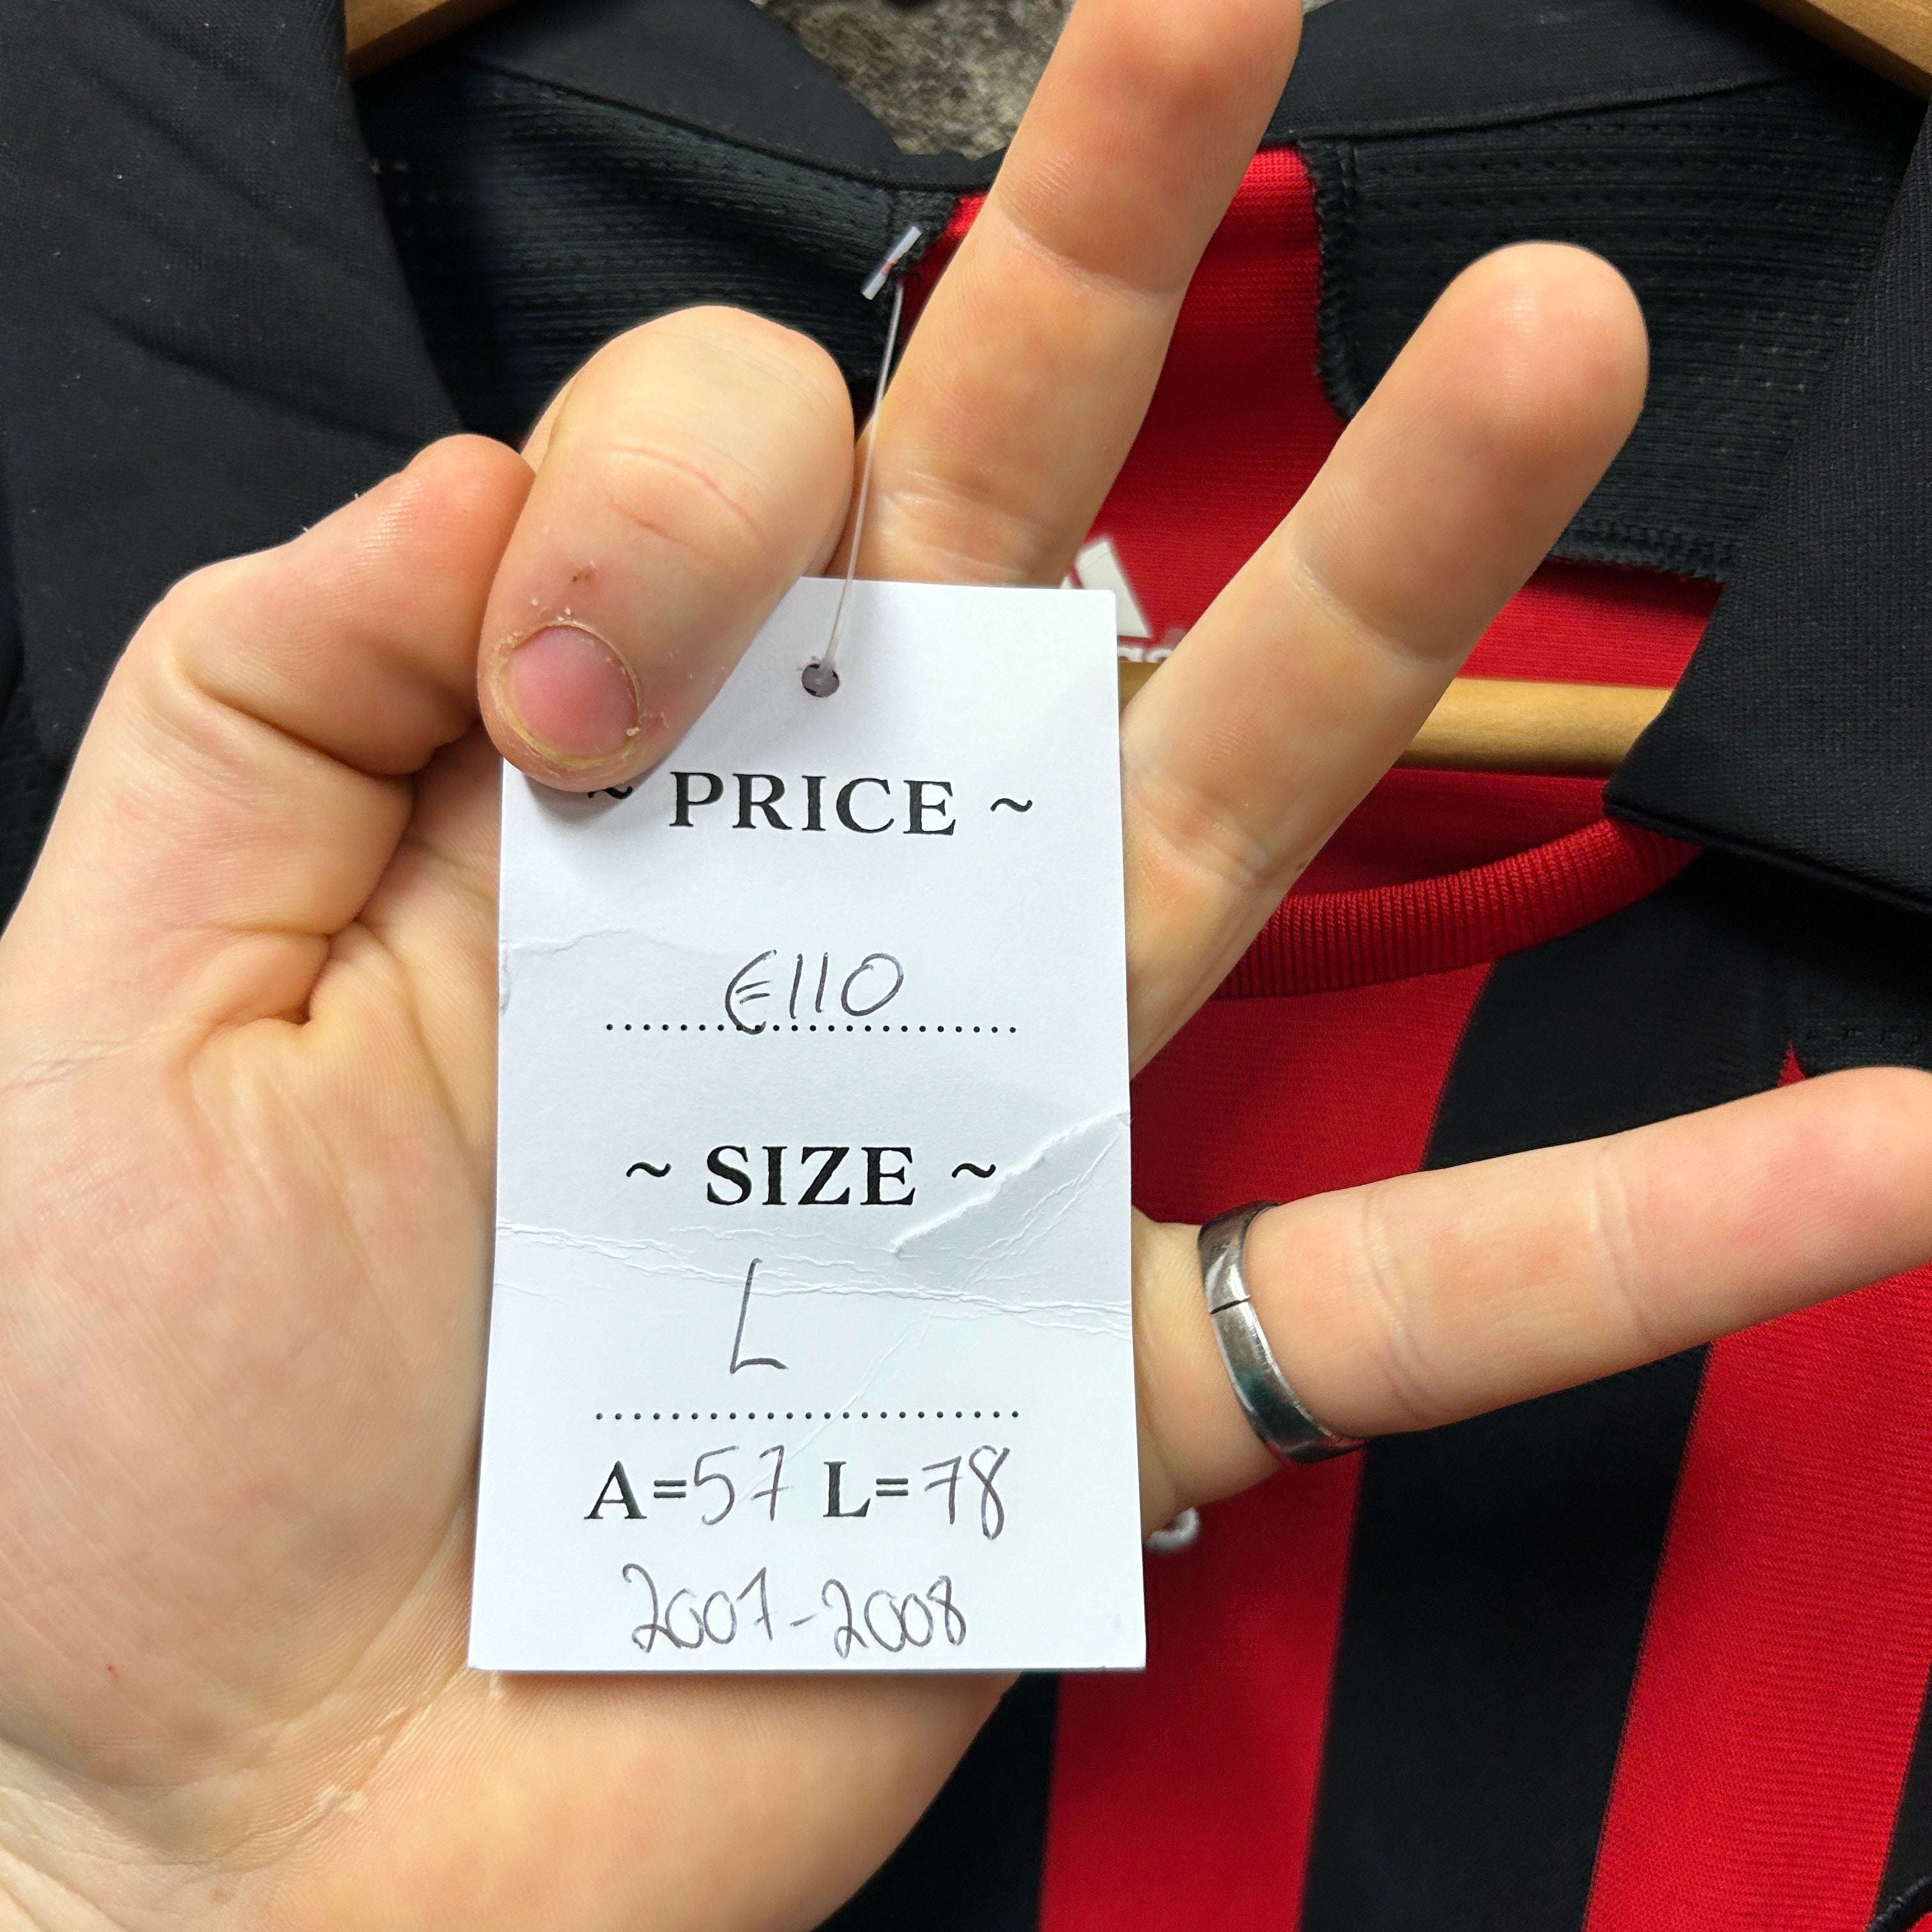 ~ PRICE ~
€110
~ SIZE ~
L
A=57 L=78
2007-2008